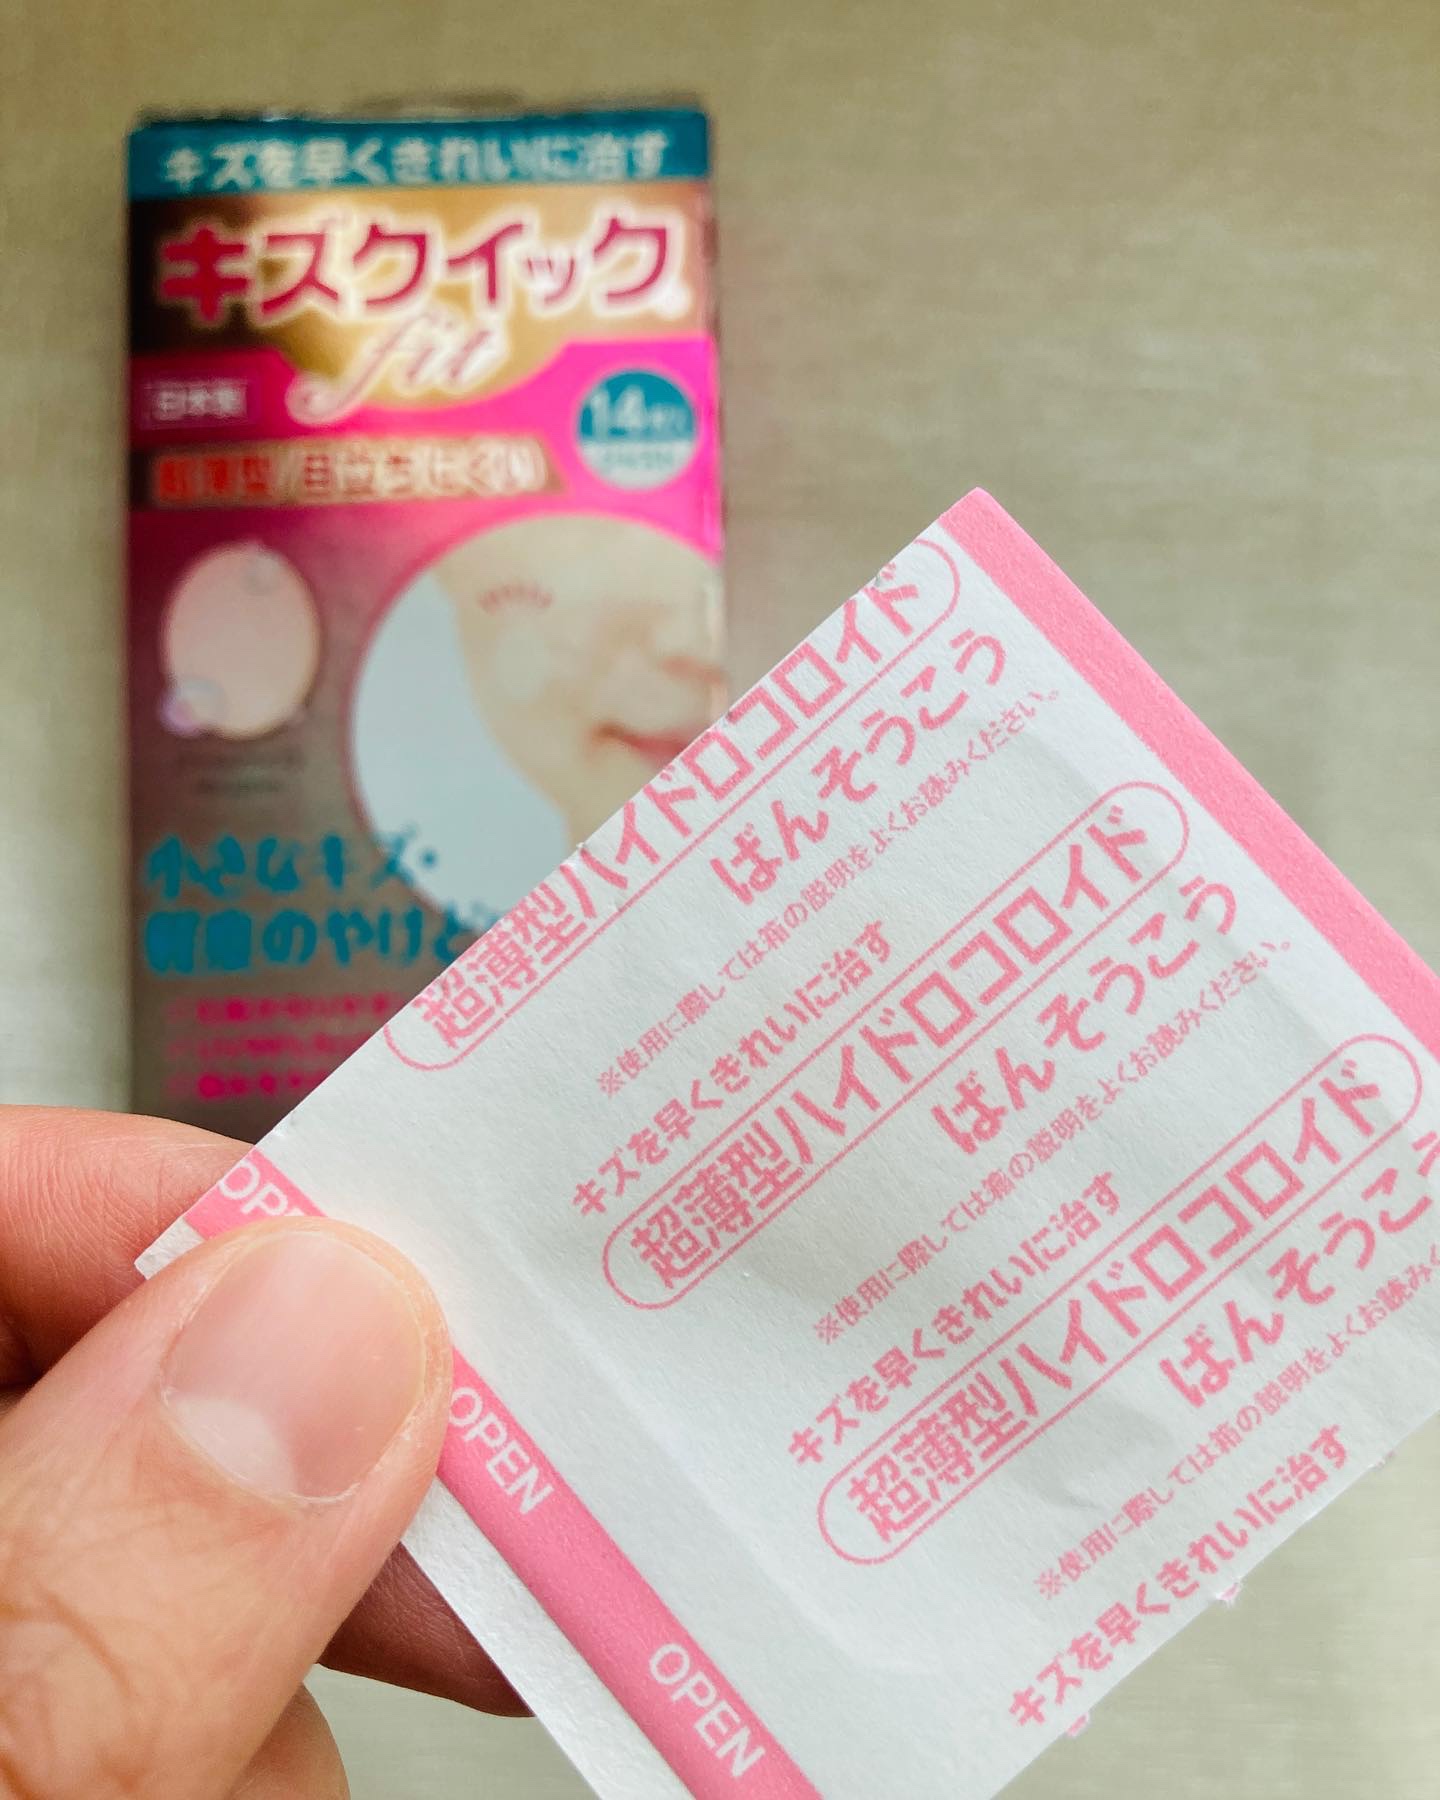 キズを早くきれいに治す
キズクイック
fit
日本製
14
超薄型/目立ちにくい
小さなキズ・
軽度のやけど
超薄型ハイドロコロイド
ばんそうこう
※使用に際しては箱の説明をよくお読みください。
キズを早くきれいに治す
超薄型ハイドロコロイド
ばんそうこう
※使用に際しては箱の説明をよくお読みください。
キズを早くきれいに治す
超薄型ハイドロコロイド
ばんそうこう
※使用に際しては箱の説明をよくお読み
キズを早くきれいに治す
OPEN
OPEN